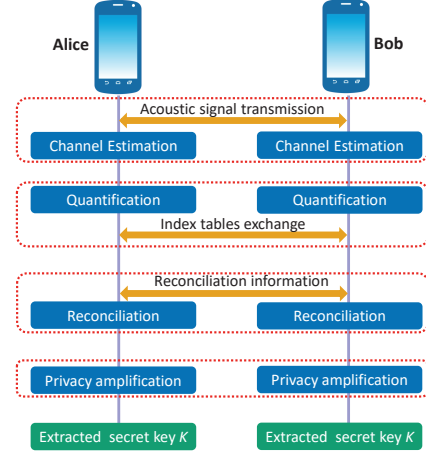 Alice
Bob
Acoustic signal transmission
Channel Estimation
Channel Estimation
Quantification
Quantification
Index tables exchange
Reconciliation information
Reconciliation
Reconciliation
Privacy amplification
Privacy amplification
Extracted secret key K
Extracted secret key K